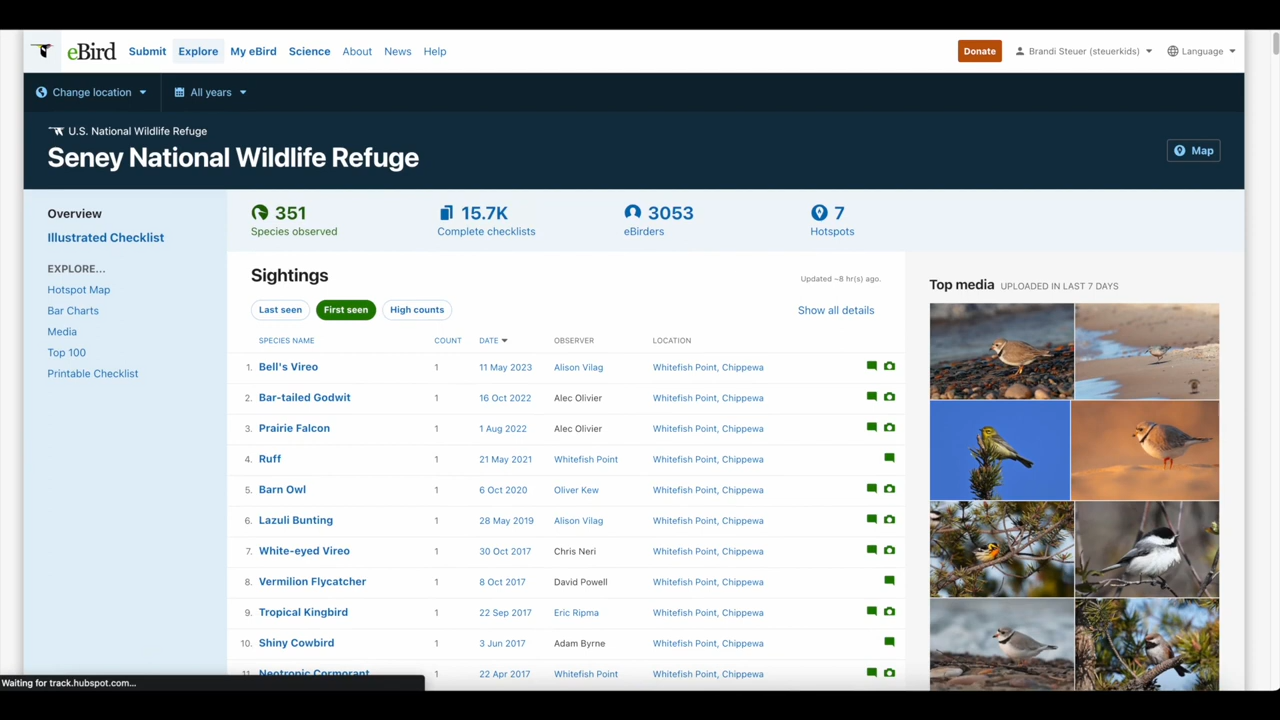 eBird Submit Explore My eBird Science About News Help Donate Brandi Steuer (steuerkids) Language
Change location All years
U.S. National Wildlife Refuge
Seney National Wildlife Refuge
Map
Overview
Illustrated Checklist
EXPLORE...
Hotspot Map
Bar Charts
Media
Top 100
Printable Checklist
351 15.7K 3053 7
Species observed Complete checklists eBirders Hotspots
Sightings Updated ~8 hr(s) ago.
Last seen First seen High counts Show all details
SPECIES NAME COUNT DATE OBSERVER LOCATION
1. Bell's Vireo 1 11 May 2023 Alison Vilag Whitefish Point, Chippewa
2. Bar-tailed Godwit 1 16 Oct 2022 Alec Olivier Whitefish Point, Chippewa
3. Prairie Falcon 1 1 Aug 2022 Alec Olivier Whitefish Point, Chippewa
4. Ruff 1 21 May 2021 Whitefish Point Whitefish Point, Chippewa
5. Barn Owl 1 6 Oct 2020 Oliver Kew Whitefish Point, Chippewa
6. Lazuli Bunting 1 28 May 2019 Alison Vilag Whitefish Point, Chippewa
7. White-eyed Vireo 1 30 Oct 2017 Chris Neri Whitefish Point, Chippewa
8. Vermilion Flycatcher 1 8 Oct 2017 David Powell Whitefish Point, Chippewa
9. Tropical Kingbird 1 22 Sep 2017 Eric Ripma Whitefish Point, Chippewa
10. Shiny Cowbird 1 3 Jun 2017 Adam Byrne Whitefish Point, Chippewa
11. Neotropic Cormorant 1 22 Apr 2017 Whitefish Point Whitefish Point, Chippewa
Top media UPLOADED IN LAST 7 DAYS
Waiting for track.hubspot.com...